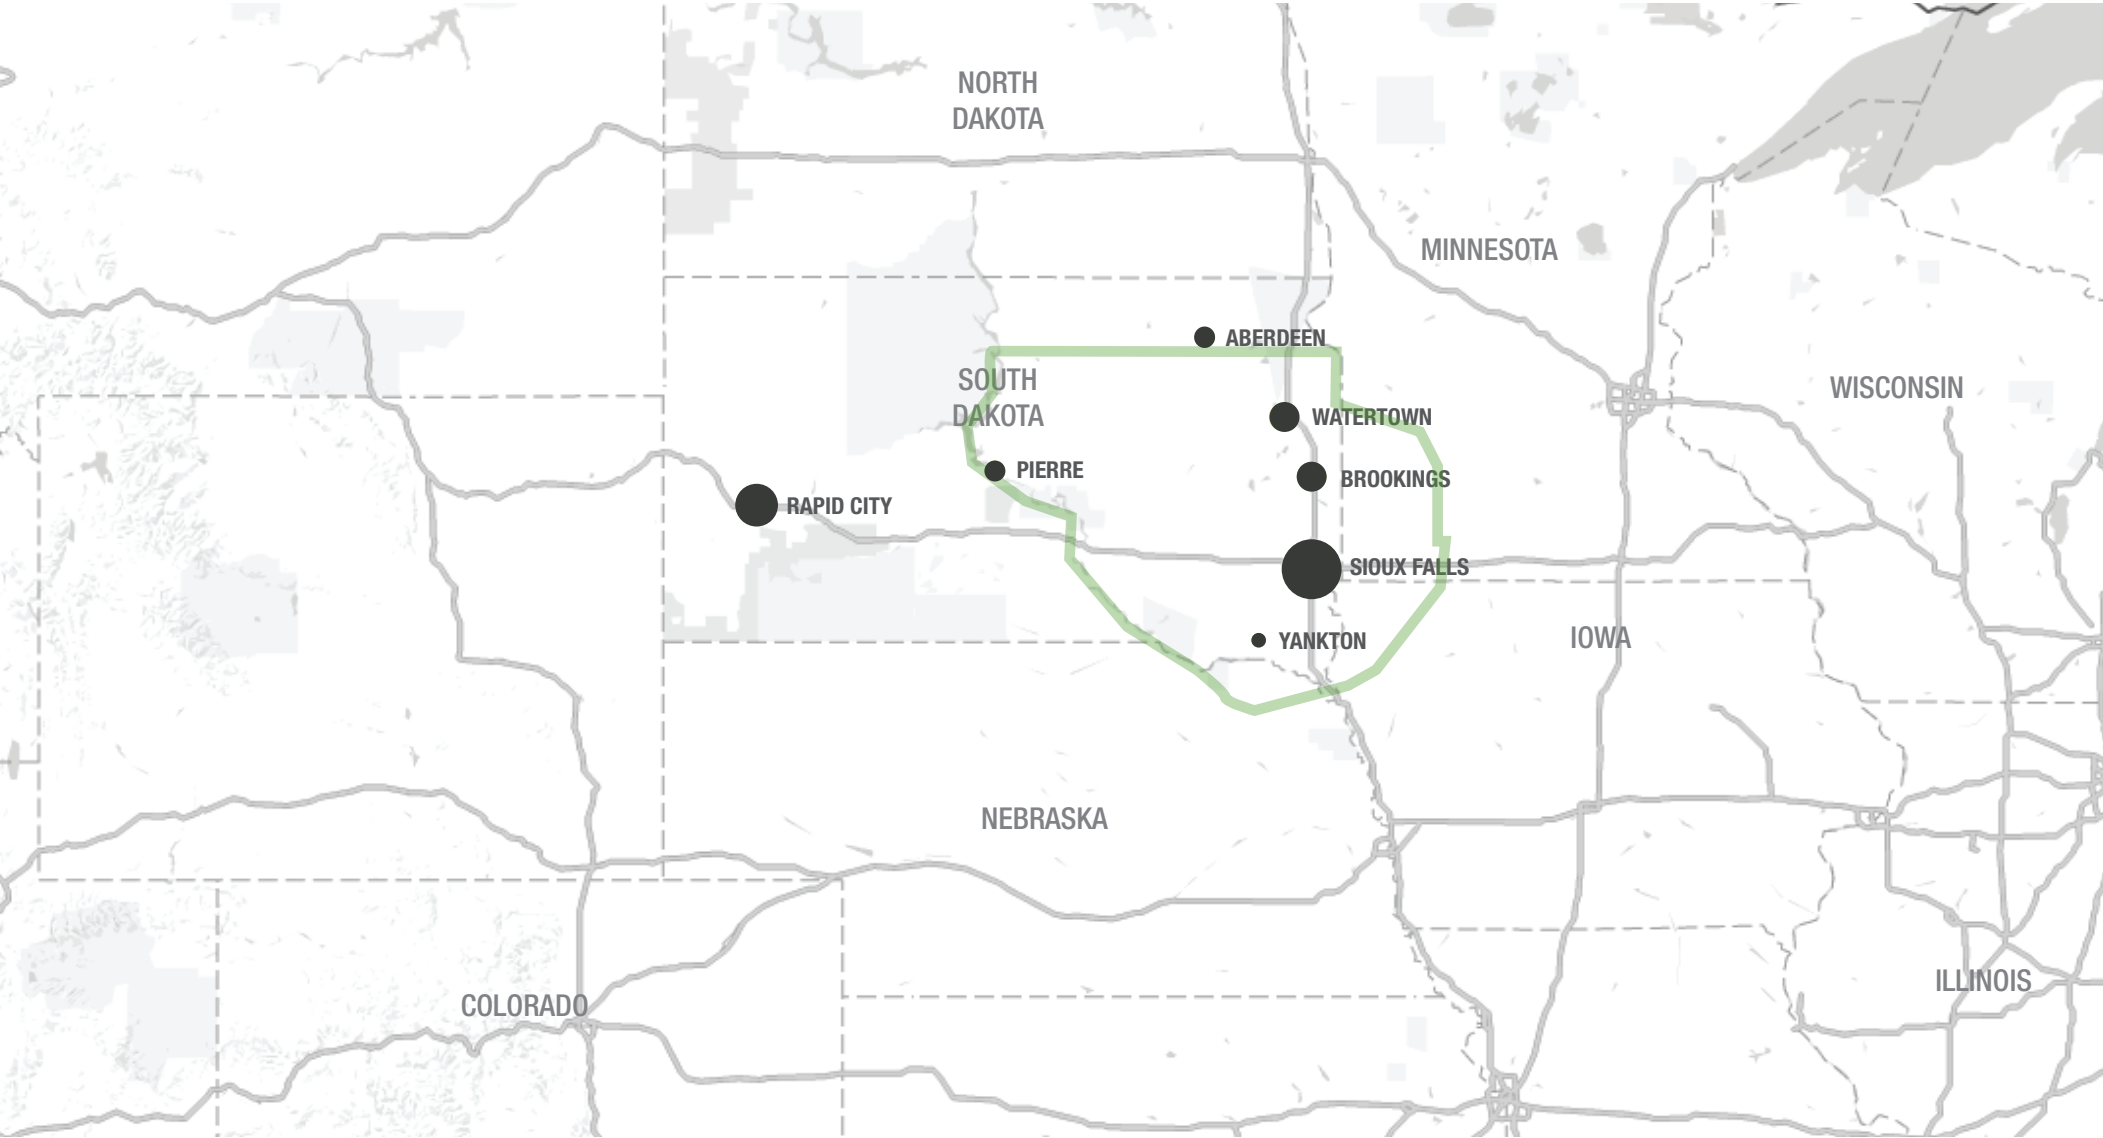 NORTH
DAKOTA
MINNESOTA
ABERDEEN
SOUTH
DAKOTA
WISCONSIN
WATERTOWN
PIERRE
BROOKINGS
RAPID CITY
SIOUX FALLS
IOWA
YANKTON
NEBRASKA
ILLINOIS
COLORADO